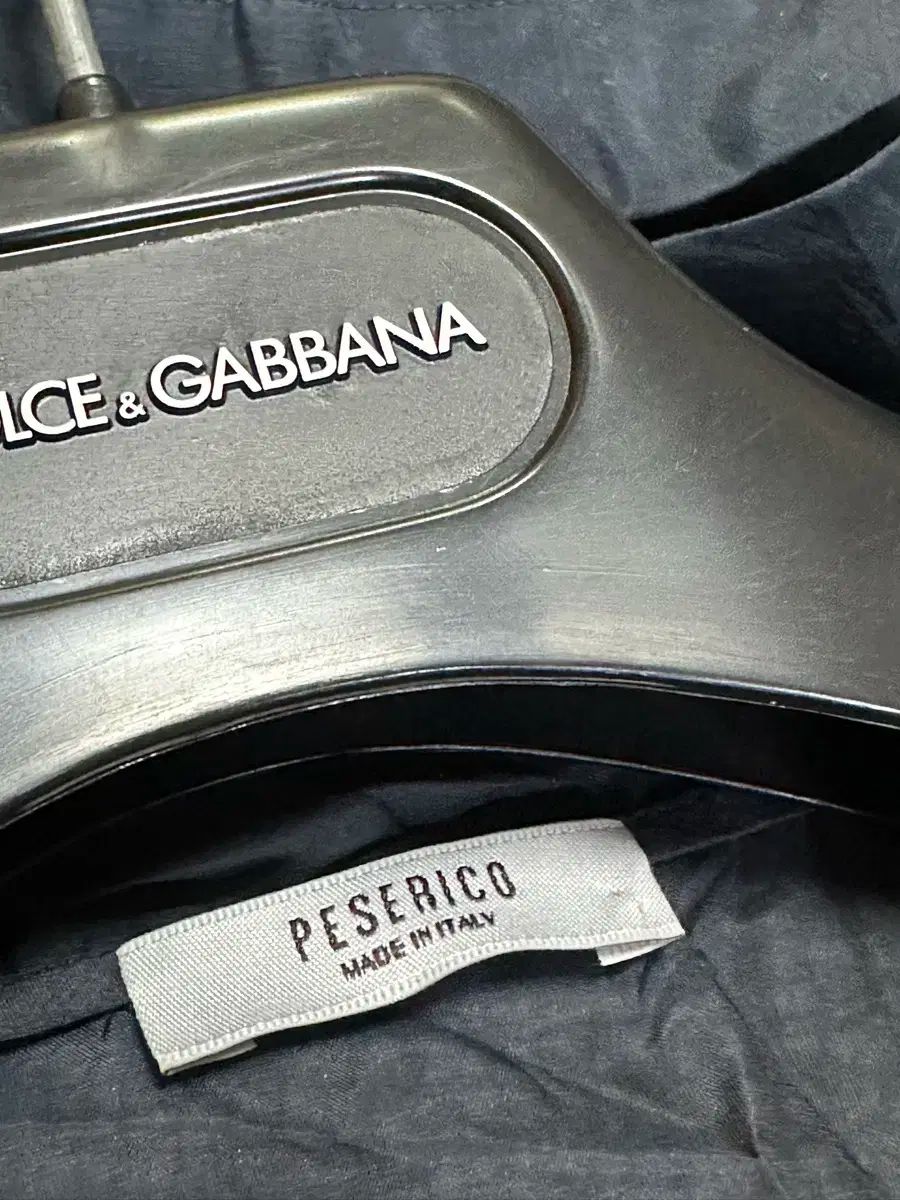 LCE & GABBANA
PESERICO
MADE IN ITALY